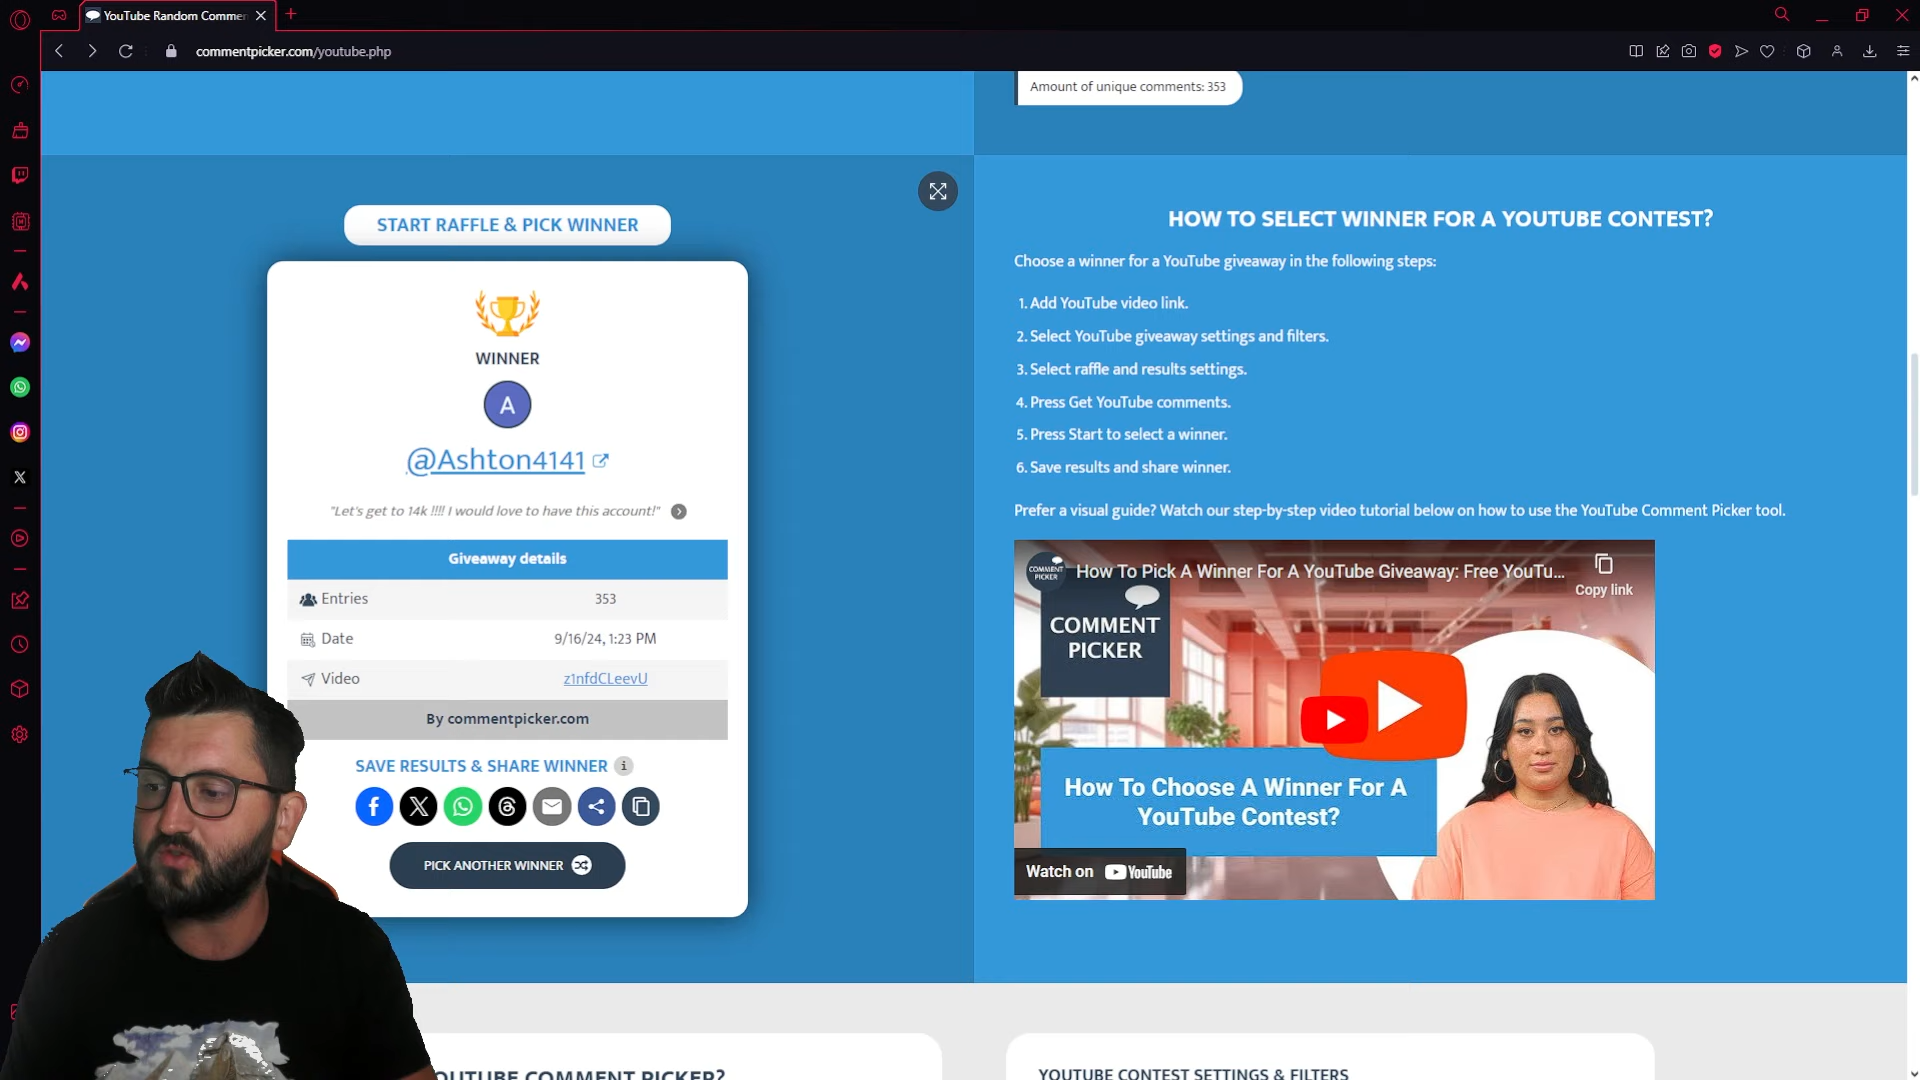 YouTube Random Commen
commentpicker.com/youtube.php
Amount of unique comments: 353
START RAFFLE & PICK WINNER
WINNER
A
@Ashton4141
"Let's get to 14k !!!! I would love to have this account!"
Giveaway details
Entries 353
Date 9/16/24, 1:23 PM
Video z1nfdCLeevU
By commentpicker.com
SAVE RESULTS & SHARE WINNER i
PICK ANOTHER WINNER
HOW TO SELECT WINNER FOR A YOUTUBE CONTEST?
Choose a winner for a YouTube giveaway in the following steps:
1. Add YouTube video link.
2. Select YouTube giveaway settings and filters.
3. Select raffle and results settings.
4. Press Get YouTube comments.
5. Press Start to select a winner.
6. Save results and share winner.
Prefer a visual guide? Watch our step-by-step video tutorial below on how to use the YouTube Comment Picker tool.
COMMENT
PICKER
How To Pick A Winner For A YouTube Giveaway: Free YouTu...
Copy link
COMMENT
PICKER
How To Choose A Winner For A
YouTube Contest?
Watch on YouTube
OUTUBE COMMENT PICKER?
YOUTUBE CONTEST SETTINGS & FILTERS